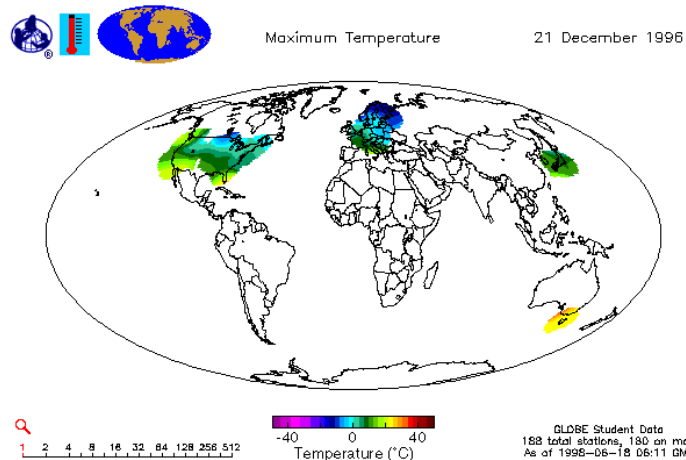 ®
Maximum Temperature
21 December 1996
1 2 4 8 16 32 64 128 256 512
-40 0 40
Temperature (°C)
GLOBE Student Data
188 total stations, 180 on
As of 1998-06-18 06:11